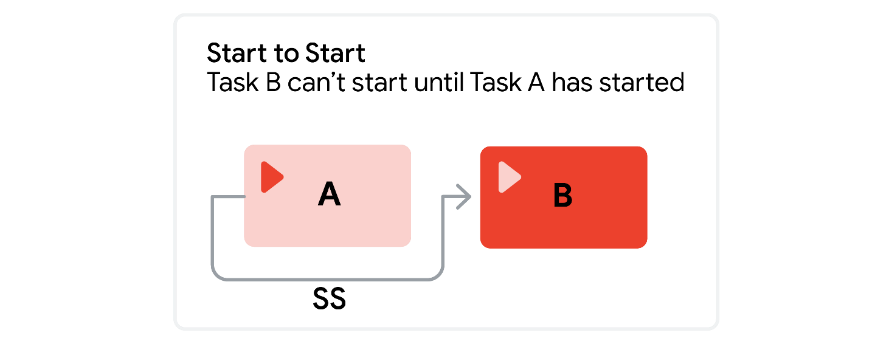 Start to Start
Task B can’t start until Task A has started
A
B
SS